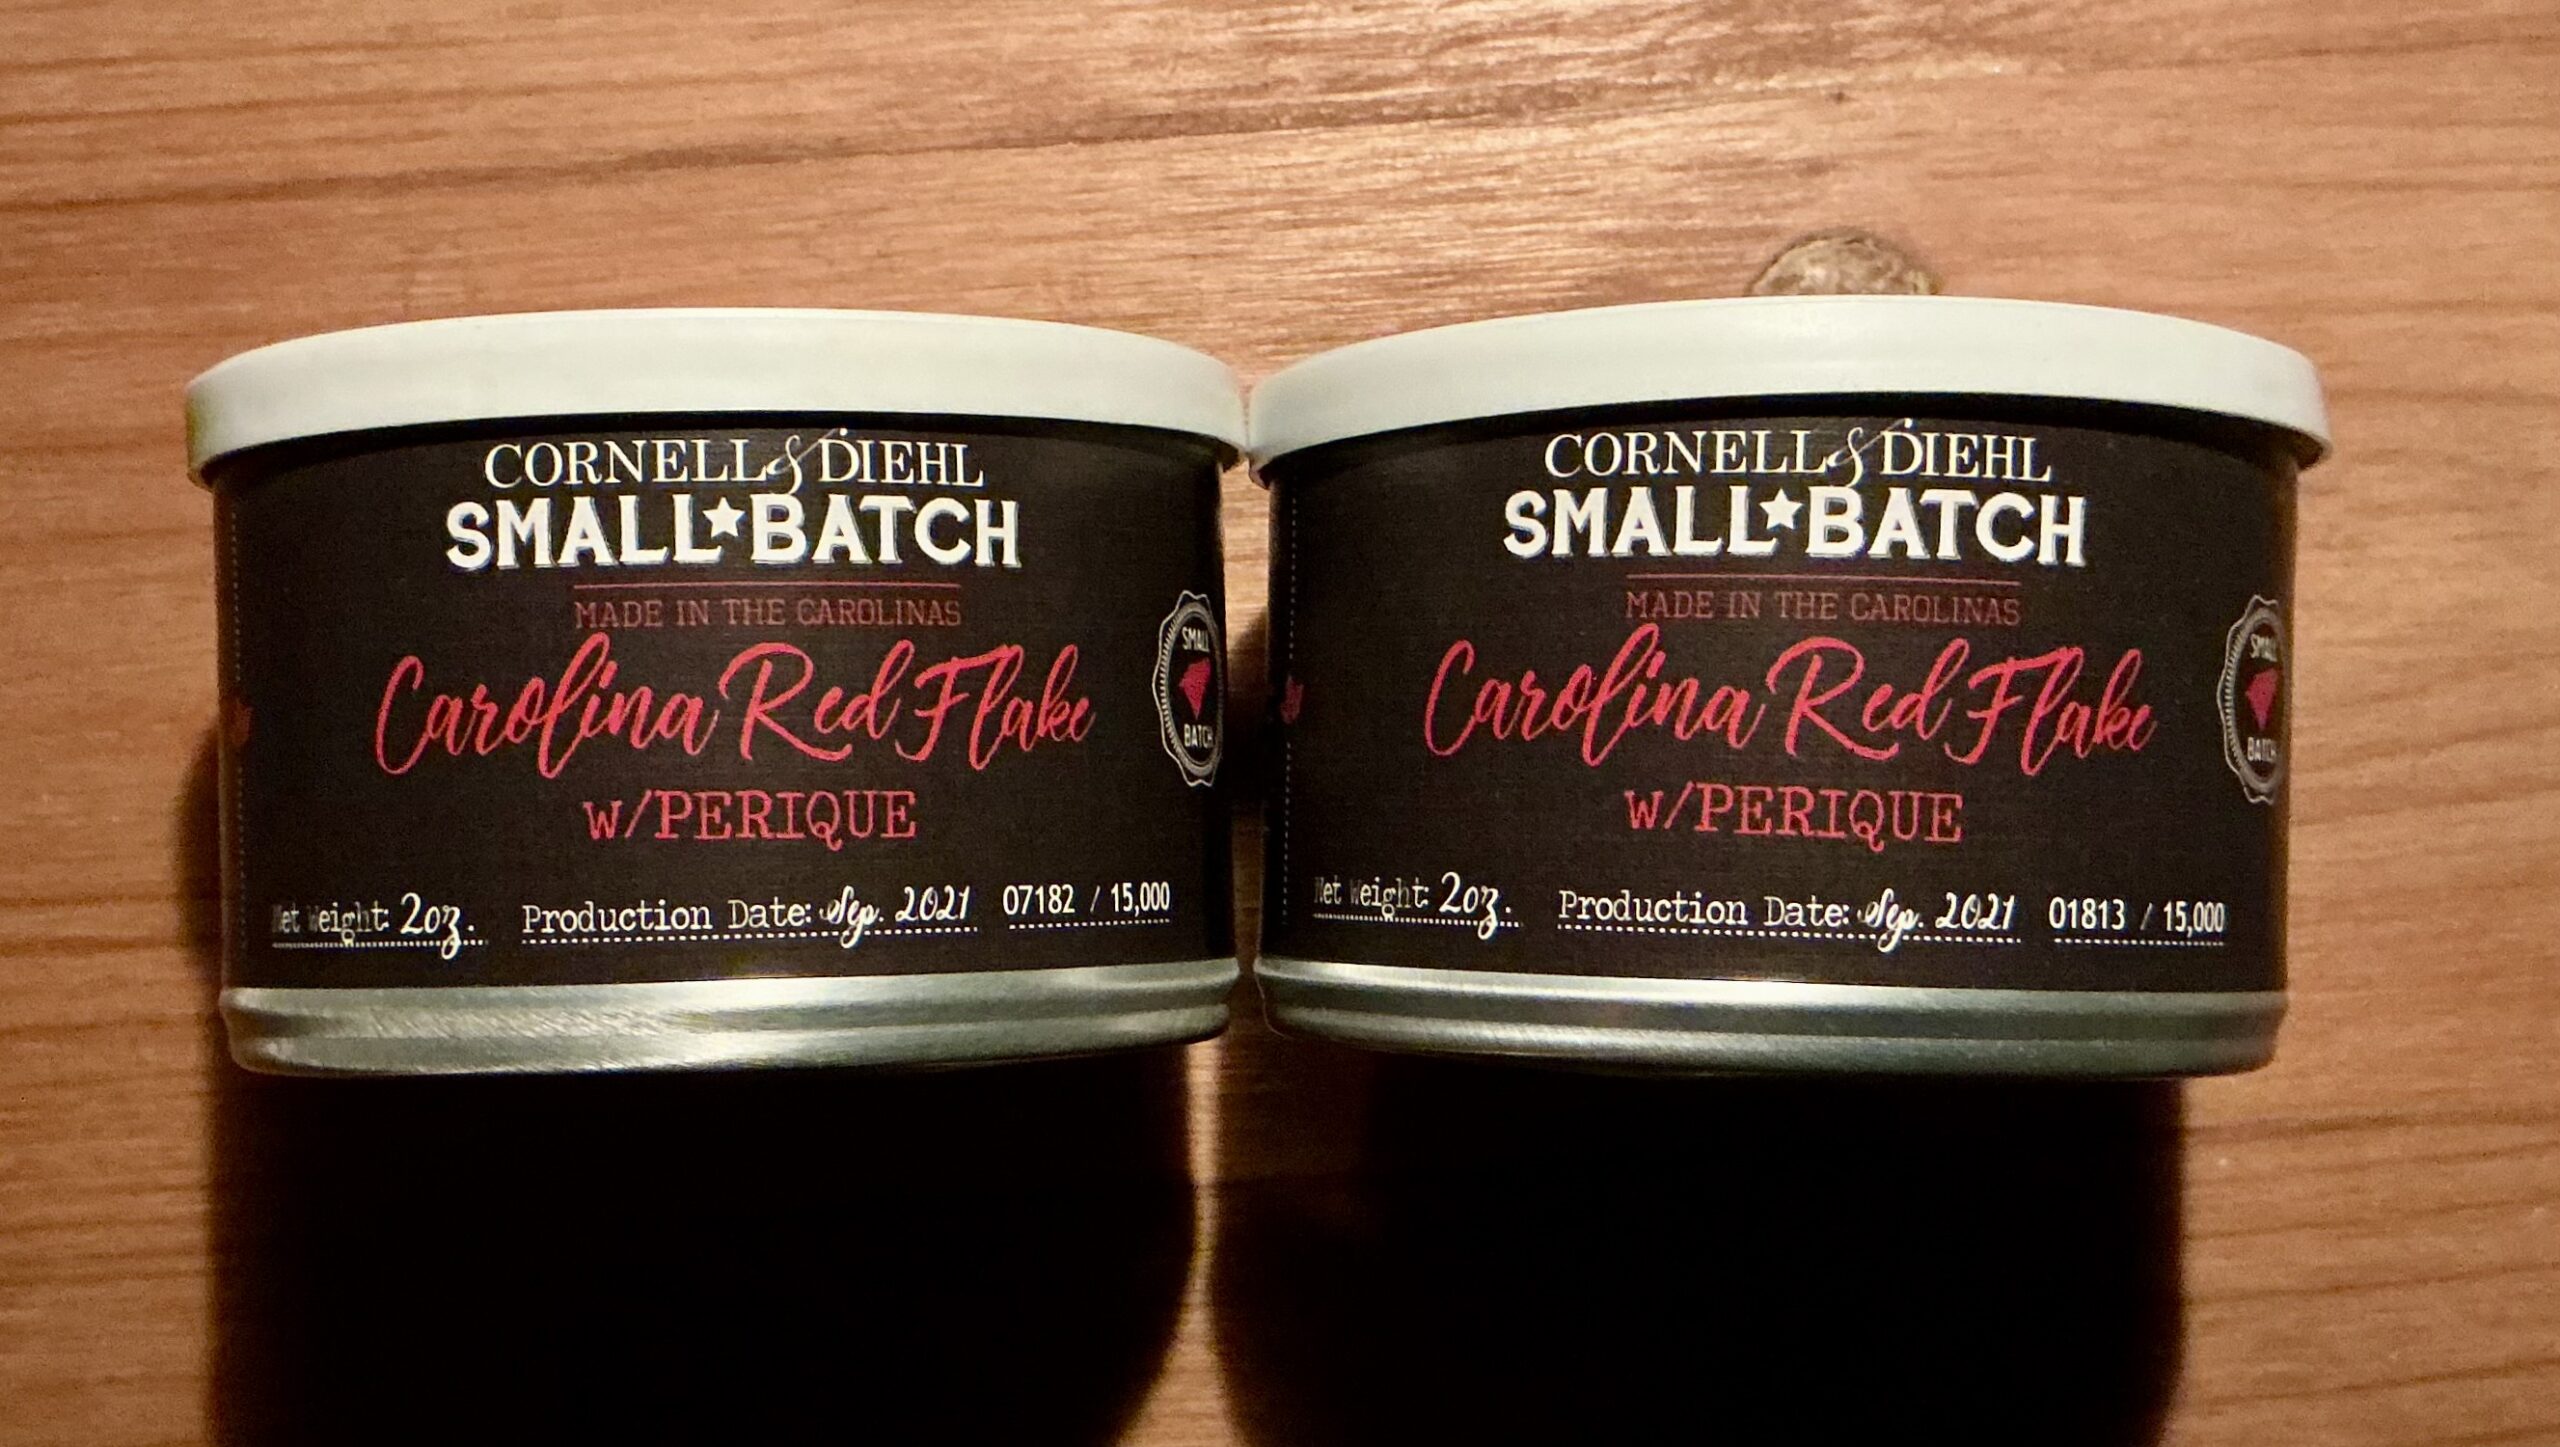 CORNELL & DIEHL
SMALL★BATCH
MADE IN THE CAROLINAS
Carolina Red Flake
w/PERIQUE
Net Weight: 2oz. Production Date: Sep. 2021 07182 / 15,000
SMALL
BATCH
CORNELL & DIEHL
SMALL★BATCH
MADE IN THE CAROLINAS
Carolina Red Flake
w/PERIQUE
Net Weight: 2oz. Production Date: Sep. 2021 01813 / 15,000
SMALL
BATCH